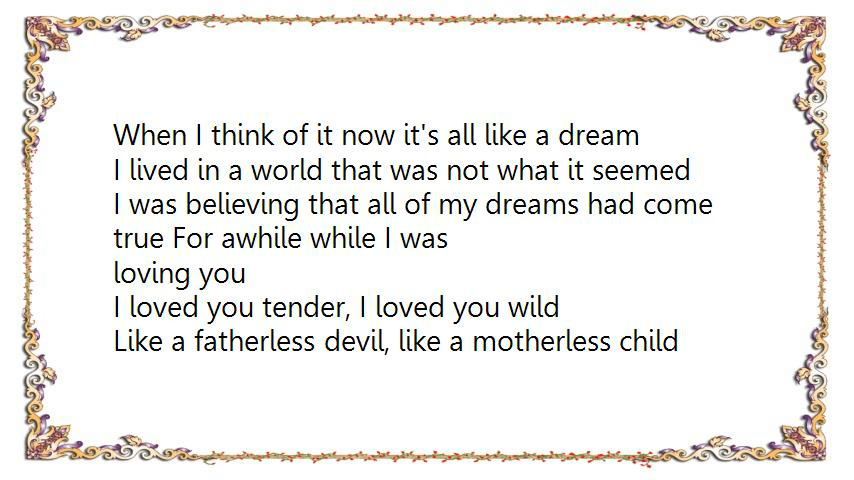 When I think of it now it's all like a dream
I lived in a world that was not what it seemed
I was believing that all of my dreams had come
true For awhile while I was
loving you
I loved you tender, I loved you wild
Like a fatherless devil, like a motherless child